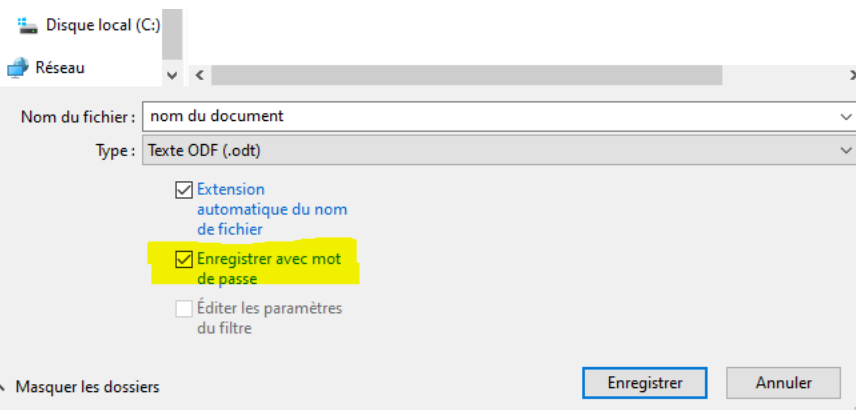 Disque local (C:)
Réseau
Nom du fichier : nom du document
Type : Texte ODF (.odt)
Extension
automatique du nom
de fichier
Enregistrer avec mot
de passe
Éditer les paramètres
du filtre
Masquer les dossiers
Enregistrer
Annuler